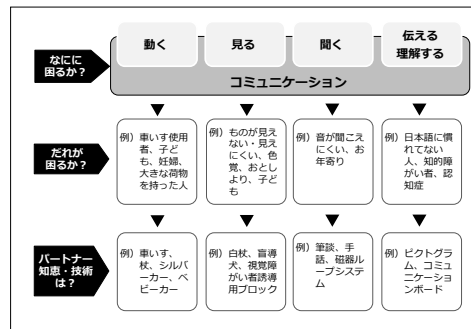 なにに
困るか？
動く
見る
聞く
伝える
理解する
コミュニケーション
だれが
困るか？
例）車いす使用
者、子ど
も、妊婦、
大きな荷物
を持った人
例）ものが見え
ない・見え
にくい、色
覚、おとし
より、子ど
も
例）音が聞こえ
にくい、お
年寄り
例）日本語に慣
れてない
人、知的障
がい者、認
知症
パートナー
知恵・技術
は？
例）車いす、
杖、シルバ
ーカー、ベ
ビーカー
例）白杖、盲導
犬、視覚障
がい者誘導
用ブロック
例）筆談、手
話、磁器ル
ープシステ
ム
例）ピクトグ
ラム、コミュ
ニケーション
ボード